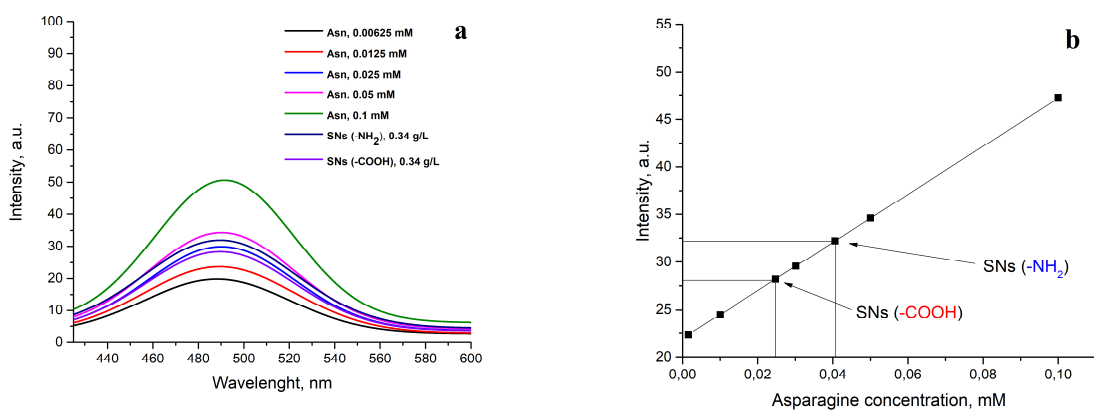 a
100
90
80
70
60
50
40
30
20
10
0
Intensity, a.u.
Asn, 0.00625 mM
Asn, 0.0125 mM
Asn, 0.025 mM
Asn. 0.05 mM
Asn, 0.1 mM
SNs (-NH2), 0.34 g/L
SNs (-COOH), 0.34 g/L
440 460 480 500 520 540 560 580 600
Wavelenght, nm
b
55
50
45
40
35
30
25
20
Intensity, a.u.
SNs (-NH2)
SNs (-COOH)
0,00 0,02 0,04 0,06 0,08 0,10
Asparagine concentration, mM